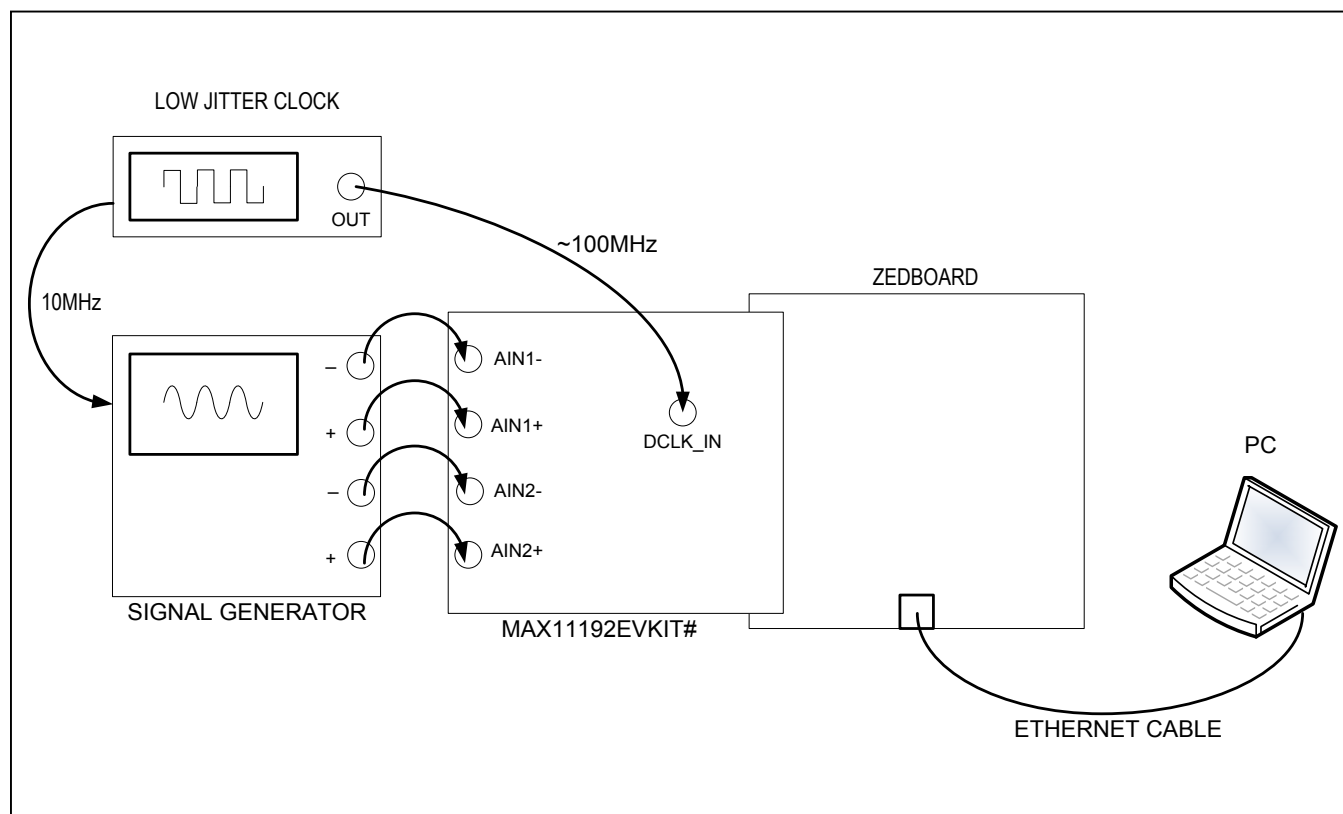 LOW JITTER CLOCK
OUT
~100MHz
10MHz
ZEDBOARD
–
AIN1-
+
AIN1+
DCLK_IN
–
AIN2-
+
AIN2+
PC
SIGNAL GENERATOR
MAX11192EVKIT#
ETHERNET CABLE